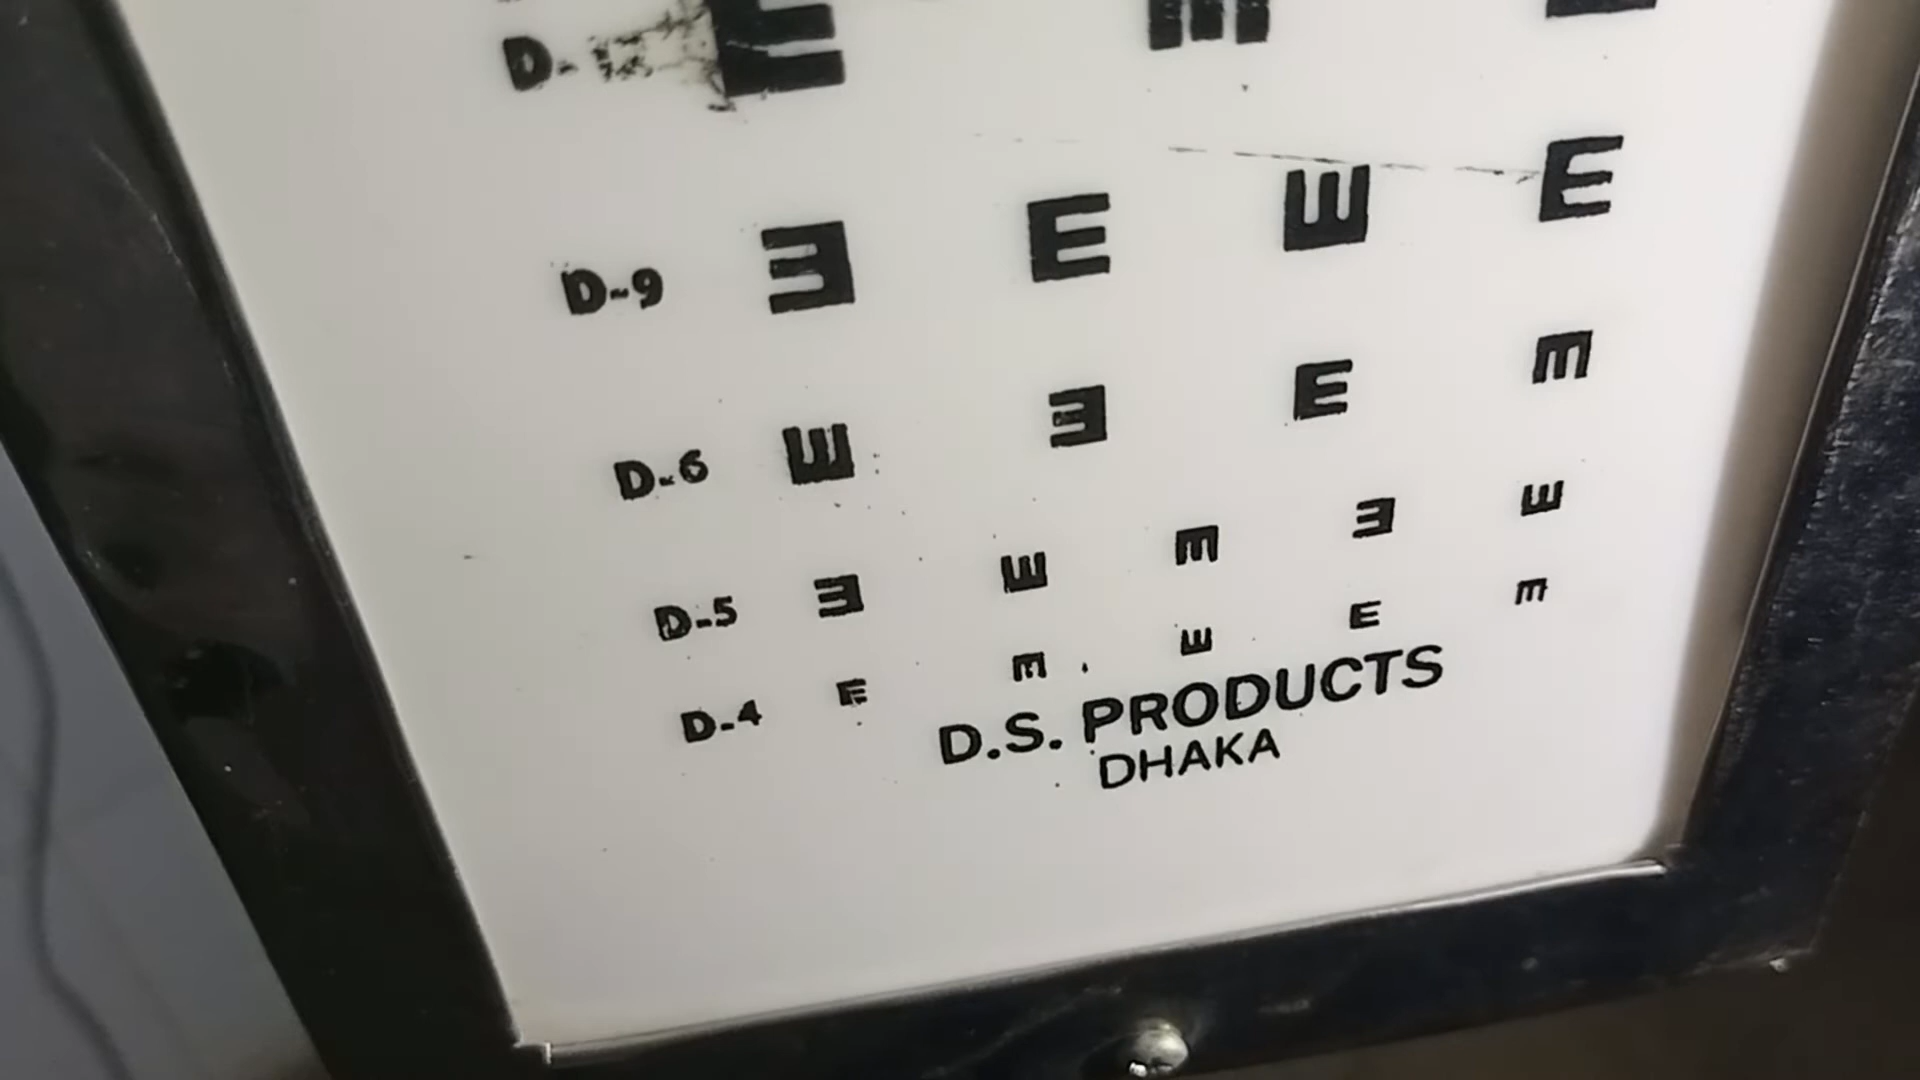 D-
D-9 E E E E
D-6 E E E E
D-5 E E E E E
D-4 E E E E E
D.S. PRODUCTS
DHAKA